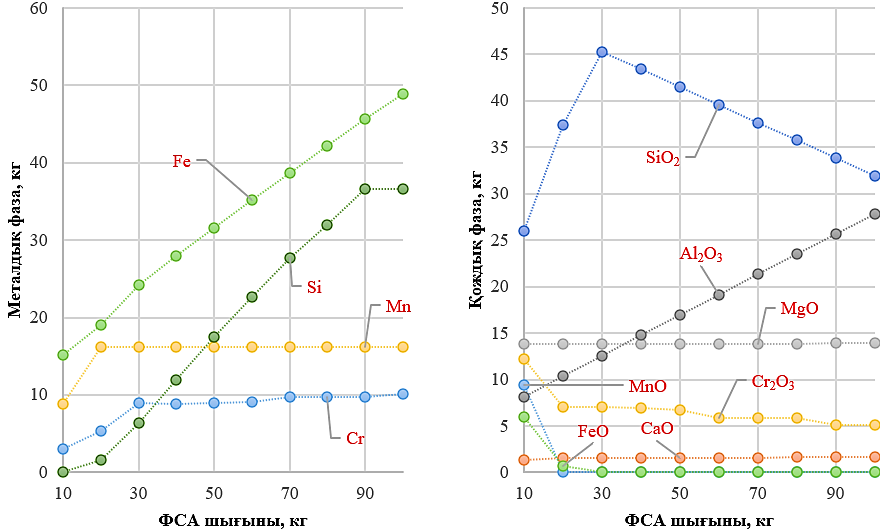 Металдық фаза, кг
60
50
40
30
20
10
0
Fe
Si
Mn
Cr
10 30 50 70 90
ФСА шығыны, кг
Қождық фаза, кг
50
45
40
35
30
25
20
15
10
5
0
SiO₂
Al₂O₃
MgO
MnO
Cr₂O₃
FeO
CaO
10 30 50 70 90
ФСА шығыны, кг